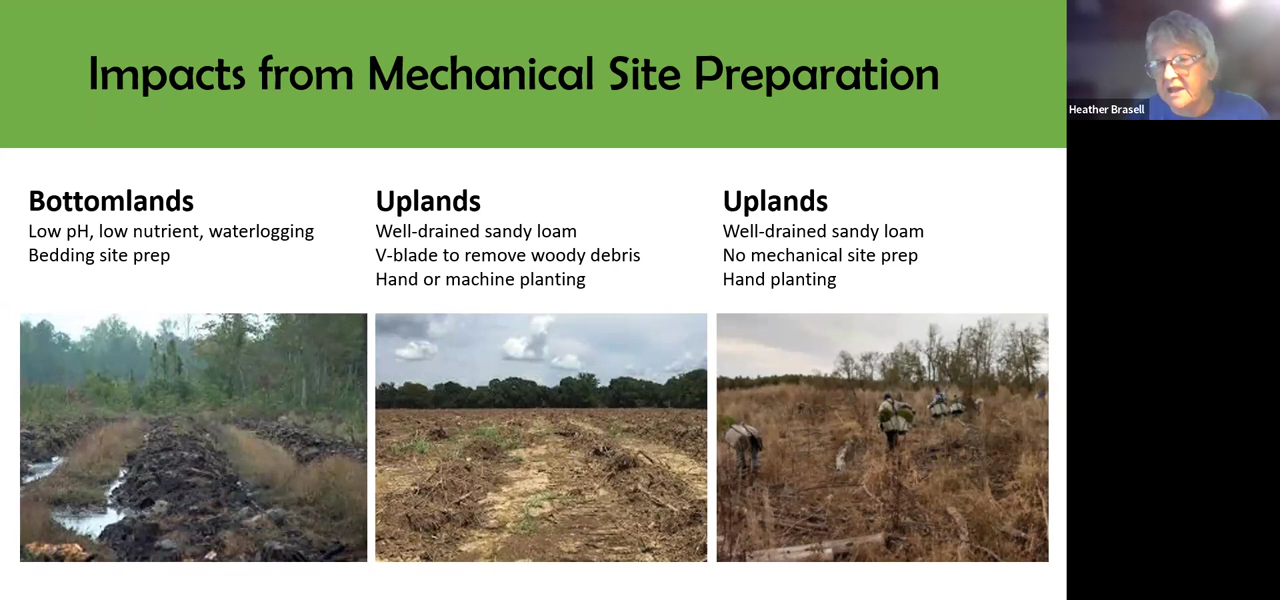 Impacts from Mechanical Site Preparation
Heather Brasell
Bottomlands
Low pH, low nutrient, waterlogging
Bedding site prep
Uplands
Well-drained sandy loam
V-blade to remove woody debris
Hand or machine planting
Uplands
Well-drained sandy loam
No mechanical site prep
Hand planting